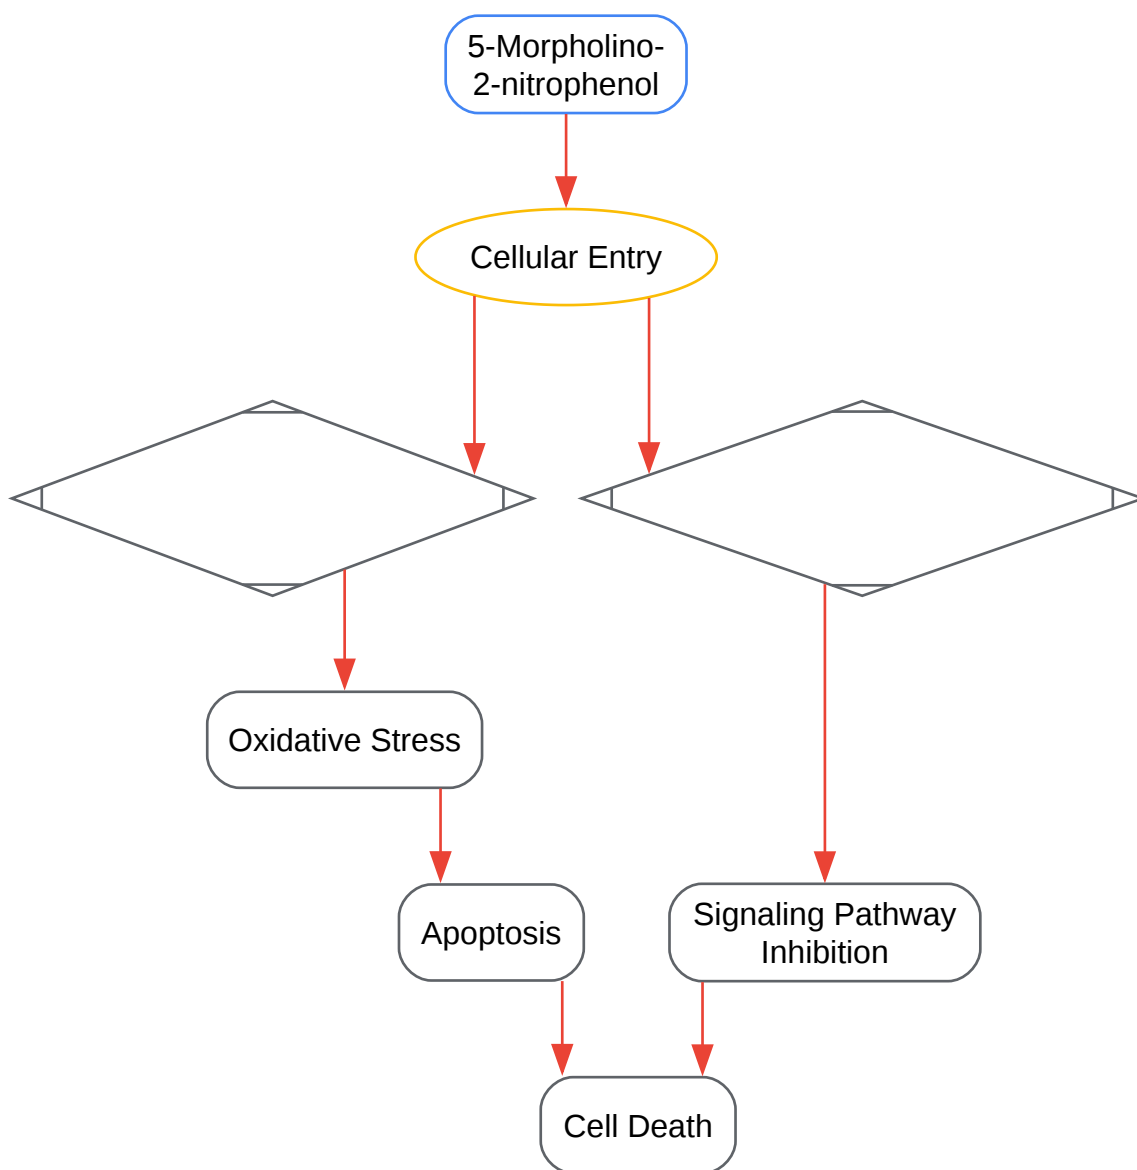 5-Morpholino-
2-nitrophenol
Cellular Entry
Oxidative Stress
Apoptosis
Signaling Pathway
Inhibition
Cell Death